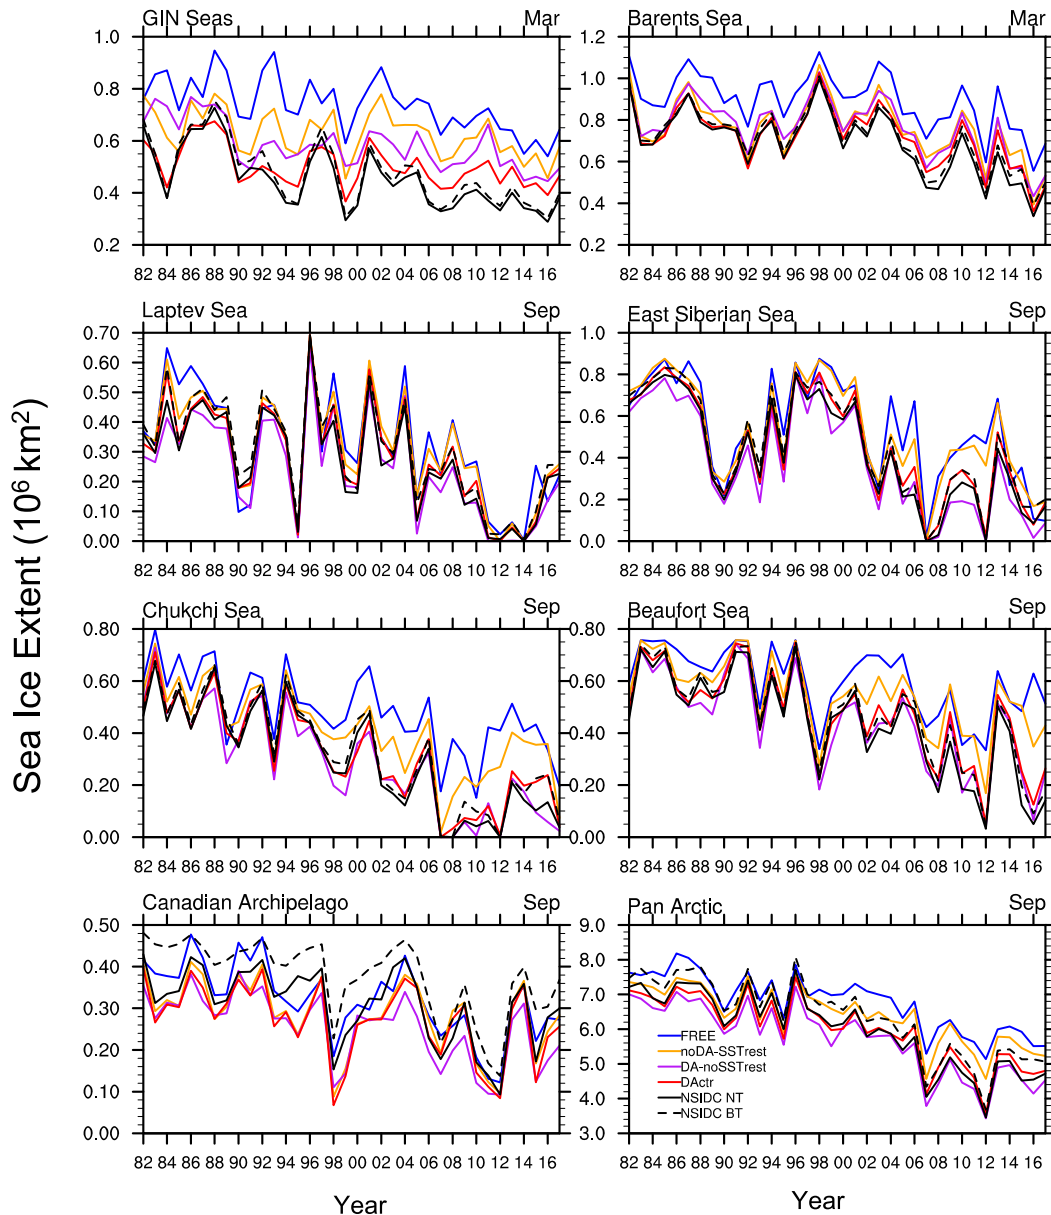 GIN Seas Mar Barents Sea Mar
1.0 1.2
0.8 1.0
0.6 0.8
0.4 0.6
0.4
0.2 0.2
82 84 86 88 90 92 94 96 98 00 02 04 06 08 10 12 14 16 82 84 86 88 90 92 94 96 98 00 02 04 06 08 10 12 14 16
Laptev Sea Sep East Siberian Sea Sep
0.70 1.0
0.60 0.8
0.50
0.40 0.6
0.30 0.4
0.20
0.10 0.2
0.00 0.0
82 84 86 88 90 92 94 96 98 00 02 04 06 08 10 12 14 16 82 84 86 88 90 92 94 96 98 00 02 04 06 08 10 12 14 16
Sea Ice Extent (10⁶ km²)
Chukchi Sea Sep Beaufort Sea Sep
0.80 0.80
0.60 0.60
0.40 0.40
0.20 0.20
0.00 0.00
82 84 86 88 90 92 94 96 98 00 02 04 06 08 10 12 14 16 82 84 86 88 90 92 94 96 98 00 02 04 06 08 10 12 14 16
Canadian Archipelago Sep Pan Arctic Sep
0.50 9.0
0.40 8.0
7.0
0.30 6.0
0.20 5.0
0.10 4.0
0.00 3.0
FREE
noDA-SSTrest
DA-noSSTrest
DActr
NSIDC NT
NSIDC BT
82 84 86 88 90 92 94 96 98 00 02 04 06 08 10 12 14 16 82 84 86 88 90 92 94 96 98 00 02 04 06 08 10 12 14 16
Year Year